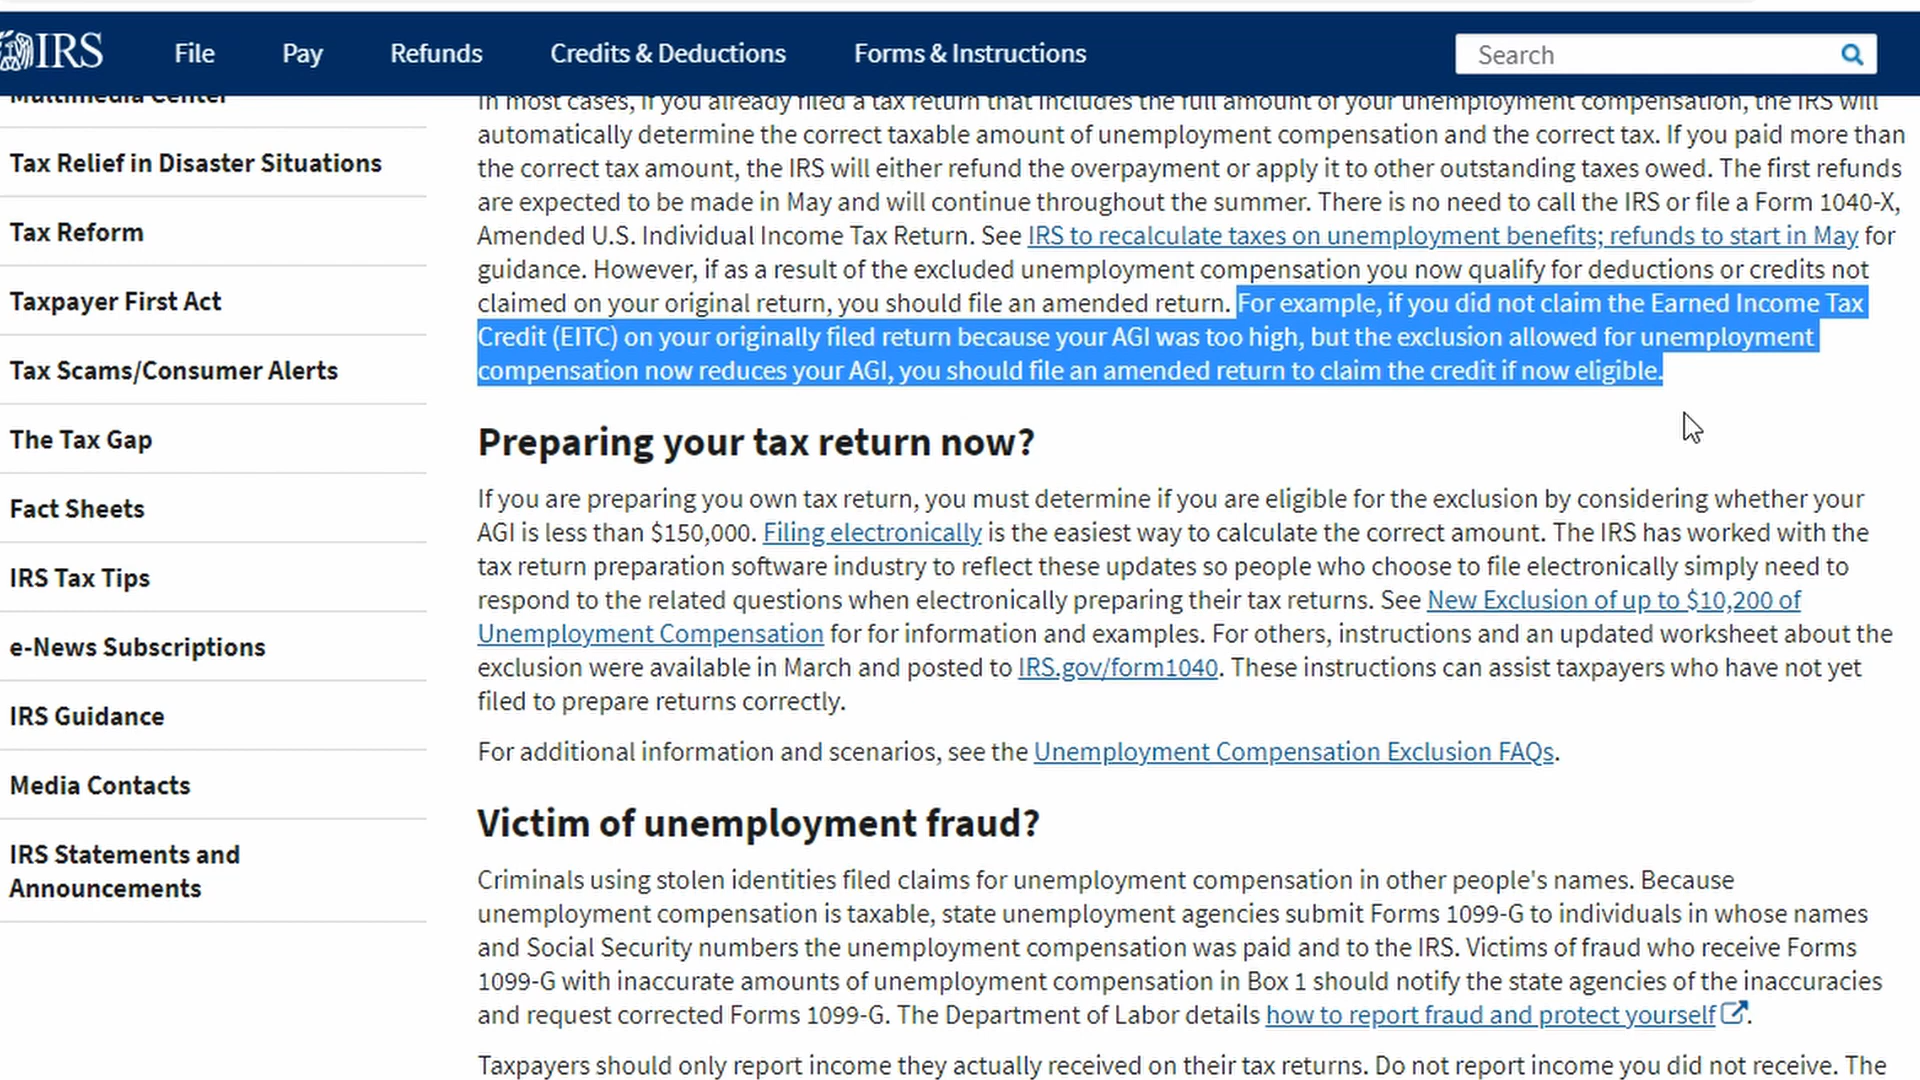 IRS
File
Pay
Refunds
Credits & Deductions
Forms & Instructions
Search
Multimedia Center
Tax Relief in Disaster Situations
Tax Reform
Taxpayer First Act
Tax Scams/Consumer Alerts
The Tax Gap
Fact Sheets
IRS Tax Tips
e-News Subscriptions
IRS Guidance
Media Contacts
IRS Statements and
Announcements
In most cases, if you already filed a tax return that includes the full amount of your unemployment compensation, the IRS will
automatically determine the correct taxable amount of unemployment compensation and the correct tax. If you paid more than
the correct tax amount, the IRS will either refund the overpayment or apply it to other outstanding taxes owed. The first refunds
are expected to be made in May and will continue throughout the summer. There is no need to call the IRS or file a Form 1040-X,
Amended U.S. Individual Income Tax Return. See IRS to recalculate taxes on unemployment benefits; refunds to start in May for
guidance. However, if as a result of the excluded unemployment compensation you now qualify for deductions or credits not
claimed on your original return, you should file an amended return. For example, if you did not claim the Earned Income Tax
Credit (EITC) on your originally filed return because your AGI was too high, but the exclusion allowed for unemployment
compensation now reduces your AGI, you should file an amended return to claim the credit if now eligible.
Preparing your tax return now?
If you are preparing you own tax return, you must determine if you are eligible for the exclusion by considering whether your
AGI is less than $150,000. Filing electronically is the easiest way to calculate the correct amount. The IRS has worked with the
tax return preparation software industry to reflect these updates so people who choose to file electronically simply need to
respond to the related questions when electronically preparing their tax returns. See New Exclusion of up to $10,200 of
Unemployment Compensation for for information and examples. For others, instructions and an updated worksheet about the
exclusion were available in March and posted to IRS.gov/form1040. These instructions can assist taxpayers who have not yet
filed to prepare returns correctly.
For additional information and scenarios, see the Unemployment Compensation Exclusion FAQs.
Victim of unemployment fraud?
Criminals using stolen identities filed claims for unemployment compensation in other people's names. Because
unemployment compensation is taxable, state unemployment agencies submit Forms 1099-G to individuals in whose names
and Social Security numbers the unemployment compensation was paid and to the IRS. Victims of fraud who receive Forms
1099-G with inaccurate amounts of unemployment compensation in Box 1 should notify the state agencies of the inaccuracies
and request corrected Forms 1099-G. The Department of Labor details how to report fraud and protect yourself.
Taxpayers should only report income they actually received on their tax returns. Do not report income you did not receive. The